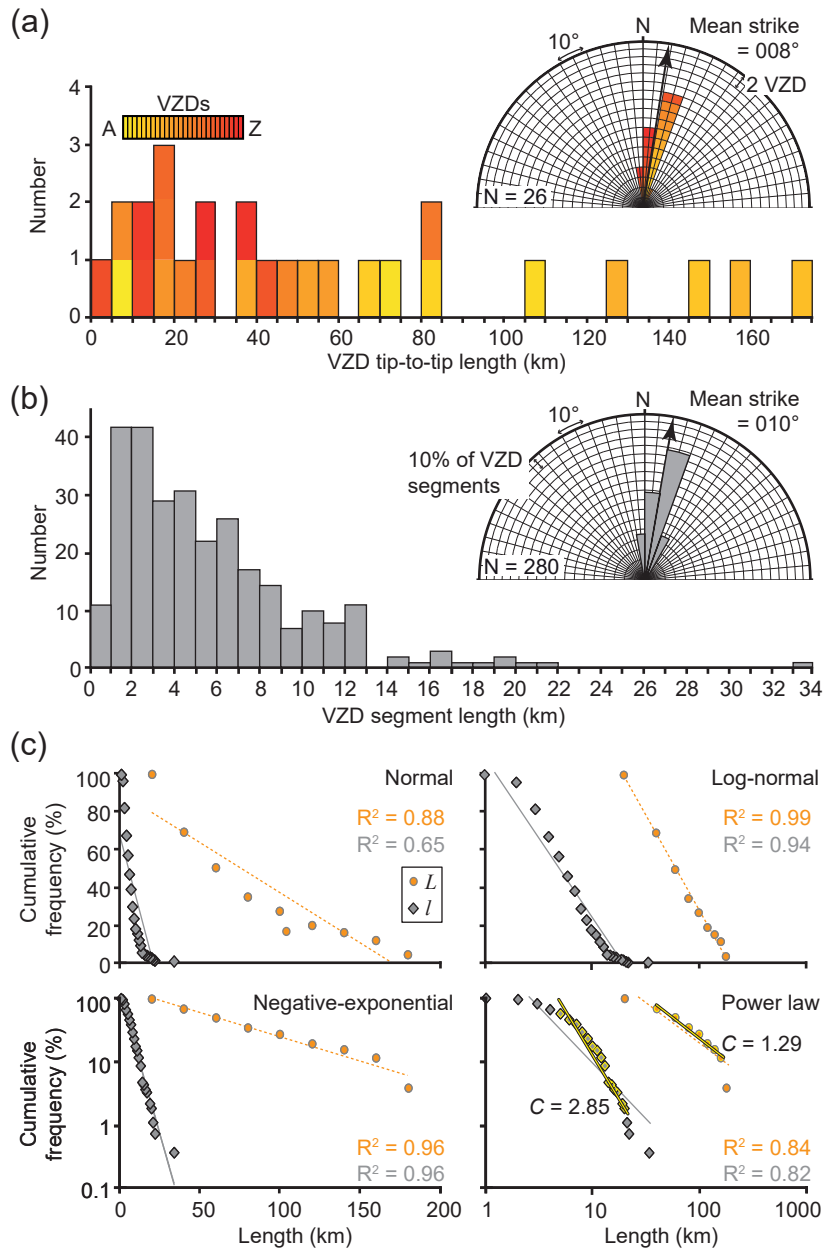 (a)
N
Mean strike
= 008°
10°
2 VZD
N = 26
VZDs
A
Z
Number
4
3
2
1
0
0 20 40 60 80 100 120 140 160
VZD tip-to-tip length (km)
(b)
N
Mean strike
= 010°
10°
10% of VZD
segments
N = 280
Number
40
30
20
10
0
0 2 4 6 8 10 12 14 16 18 20 22 24 26 28 30 32 34
VZD segment length (km)
(c)
Cumulative
frequency (%)
100
80
60
40
20
0
Normal
R² = 0.88
R² = 0.65
L
l
0 50 100 150 200
Log-normal
R² = 0.99
R² = 0.94
1 10 100 1000
Cumulative
frequency (%)
100
10
1
0.1
Negative-exponential
R² = 0.96
R² = 0.96
0 50 100 150 200
Length (km)
Power law
C = 1.29
C = 2.85
R² = 0.84
R² = 0.82
1 10 100 1000
Length (km)